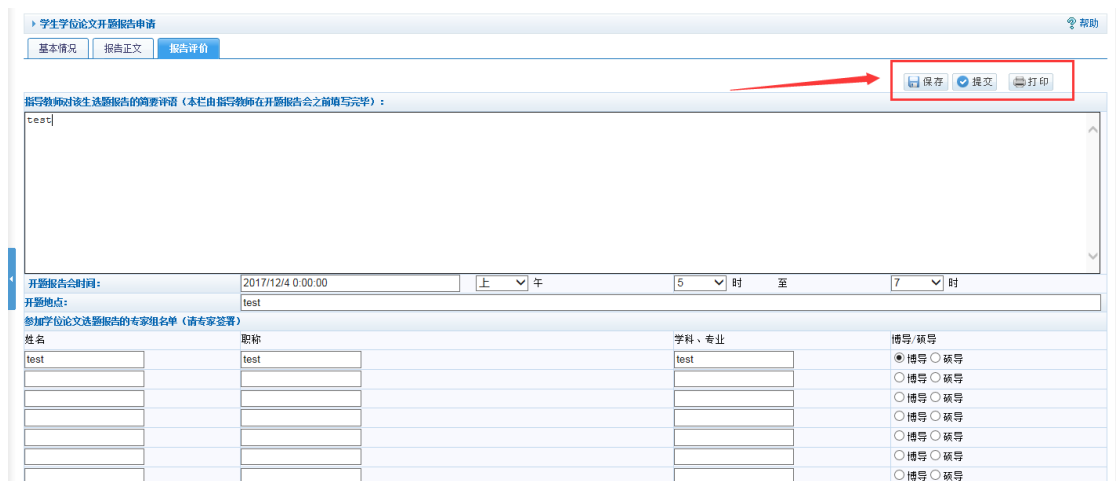 学生学位论文开题报告申请 帮助
基本情况 报告正文 报告评价
保存 提交 打印
指导教师对该生选题报告的简要评语（本栏由指导教师在开题报告会之前填写完毕）：
test
开题报告会时间： 2017/12/4 0:00:00 上 午 5 时 至 7 时
开题地点： test
参加学位论文选题报告的专家组名单（请专家签署）
姓名 职称 学科、专业 博导/硕导
test test test 博导 硕导
博导 硕导
博导 硕导
博导 硕导
博导 硕导
博导 硕导
博导 硕导